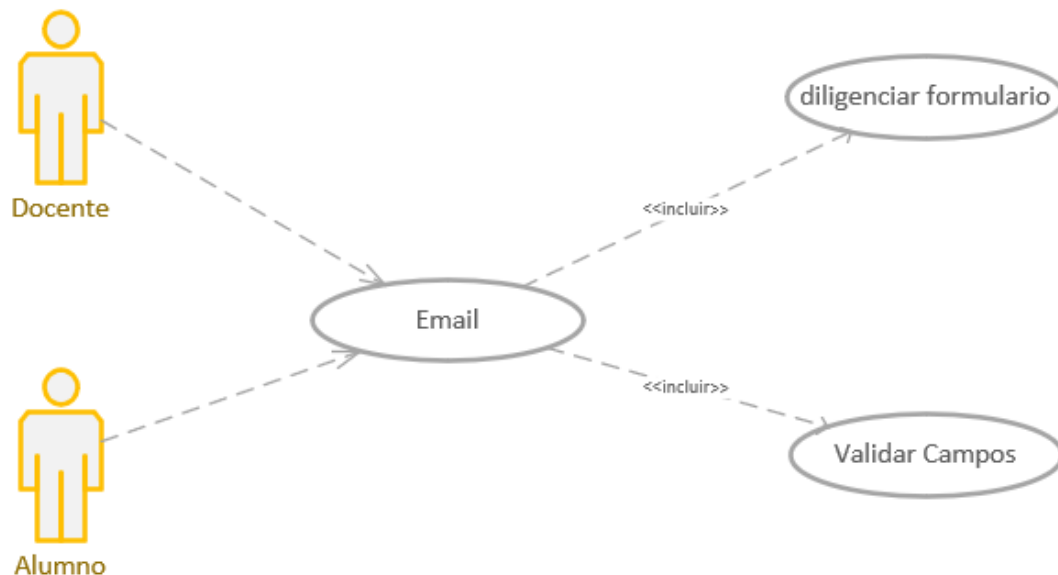 diligenciar formulario
Docente
<<incluir>>
Email
<<incluir>>
Validar Campos
Alumno